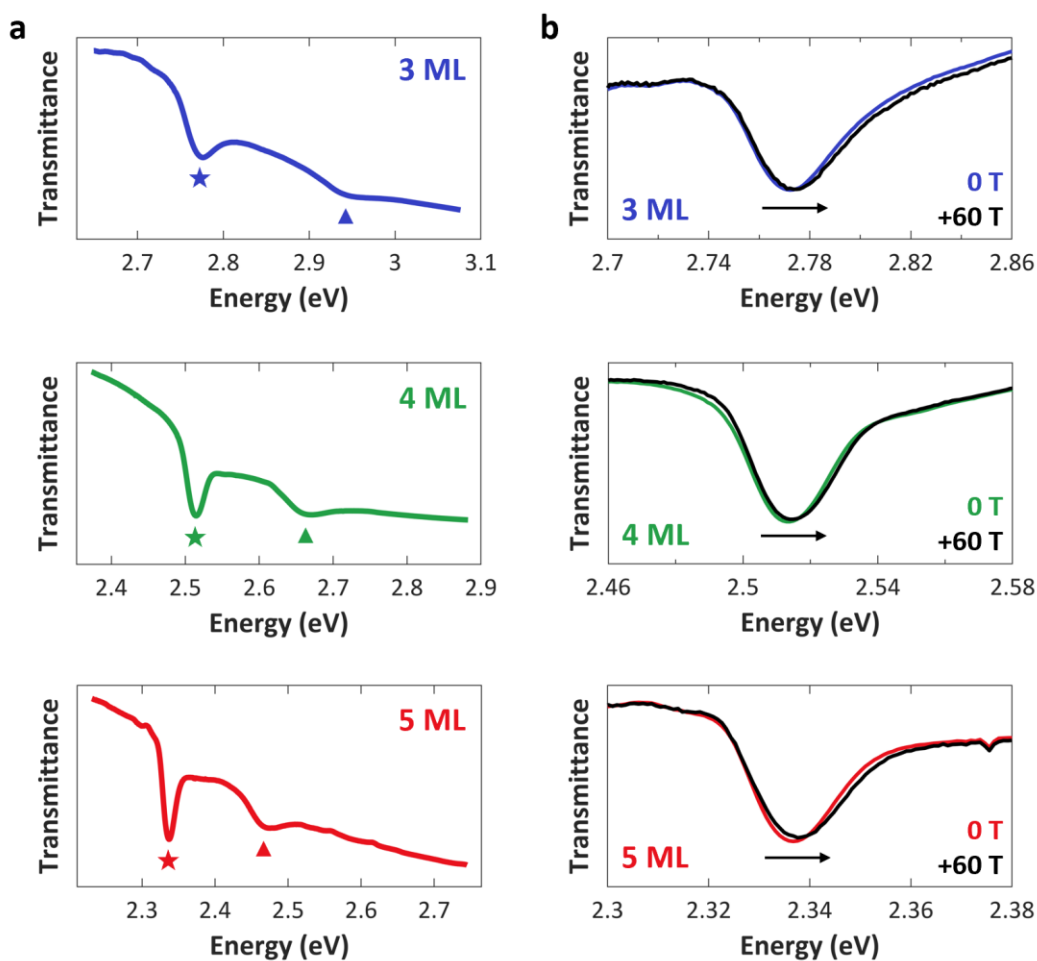 a
Transmittance
3 ML
2.7 2.8 2.9 3 3.1
Energy (eV)
Transmittance
4 ML
2.4 2.5 2.6 2.7 2.8 2.9
Energy (eV)
Transmittance
5 ML
2.3 2.4 2.5 2.6 2.7
Energy (eV)
b
Transmittance
3 ML
0 T
+60 T
2.7 2.74 2.78 2.82 2.86
Energy (eV)
Transmittance
4 ML
0 T
+60 T
2.46 2.5 2.54 2.58
Energy (eV)
Transmittance
5 ML
0 T
+60 T
2.3 2.32 2.34 2.36 2.38
Energy (eV)